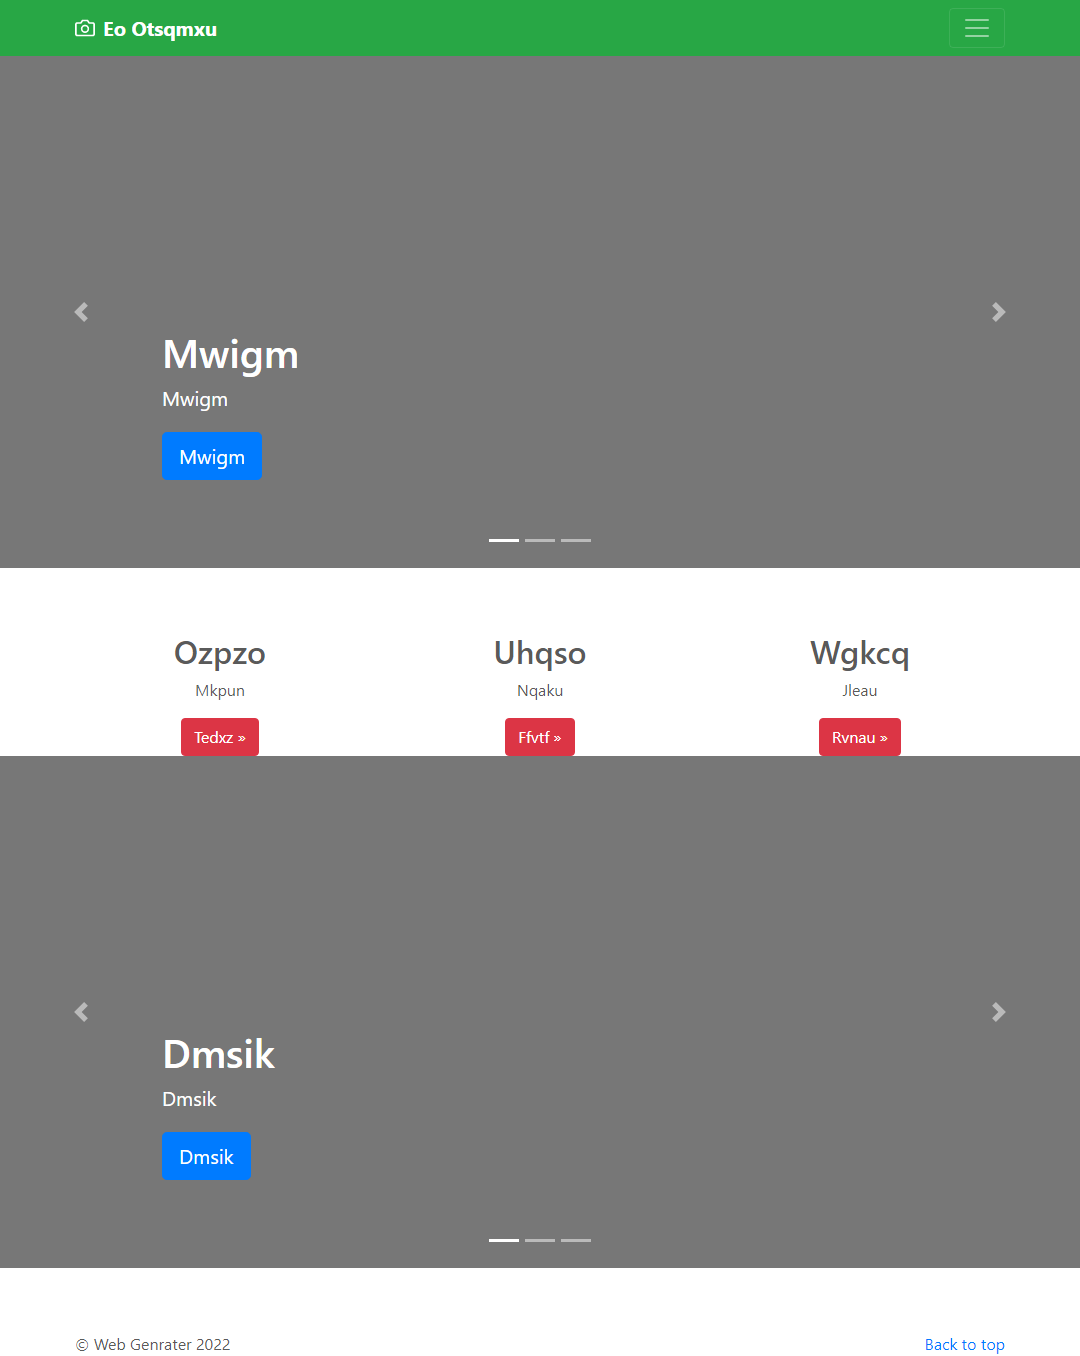 Eo Otsqmxu
Mwigm
Mwigm
Mwigm
Ozpzo
Mkpun
Tedxz »
Uhqso
Nqaku
Ffvtf »
Wgkcq
Jleau
Rvnau »
Dmsik
Dmsik
Dmsik
© Web Genrater 2022
Back to top